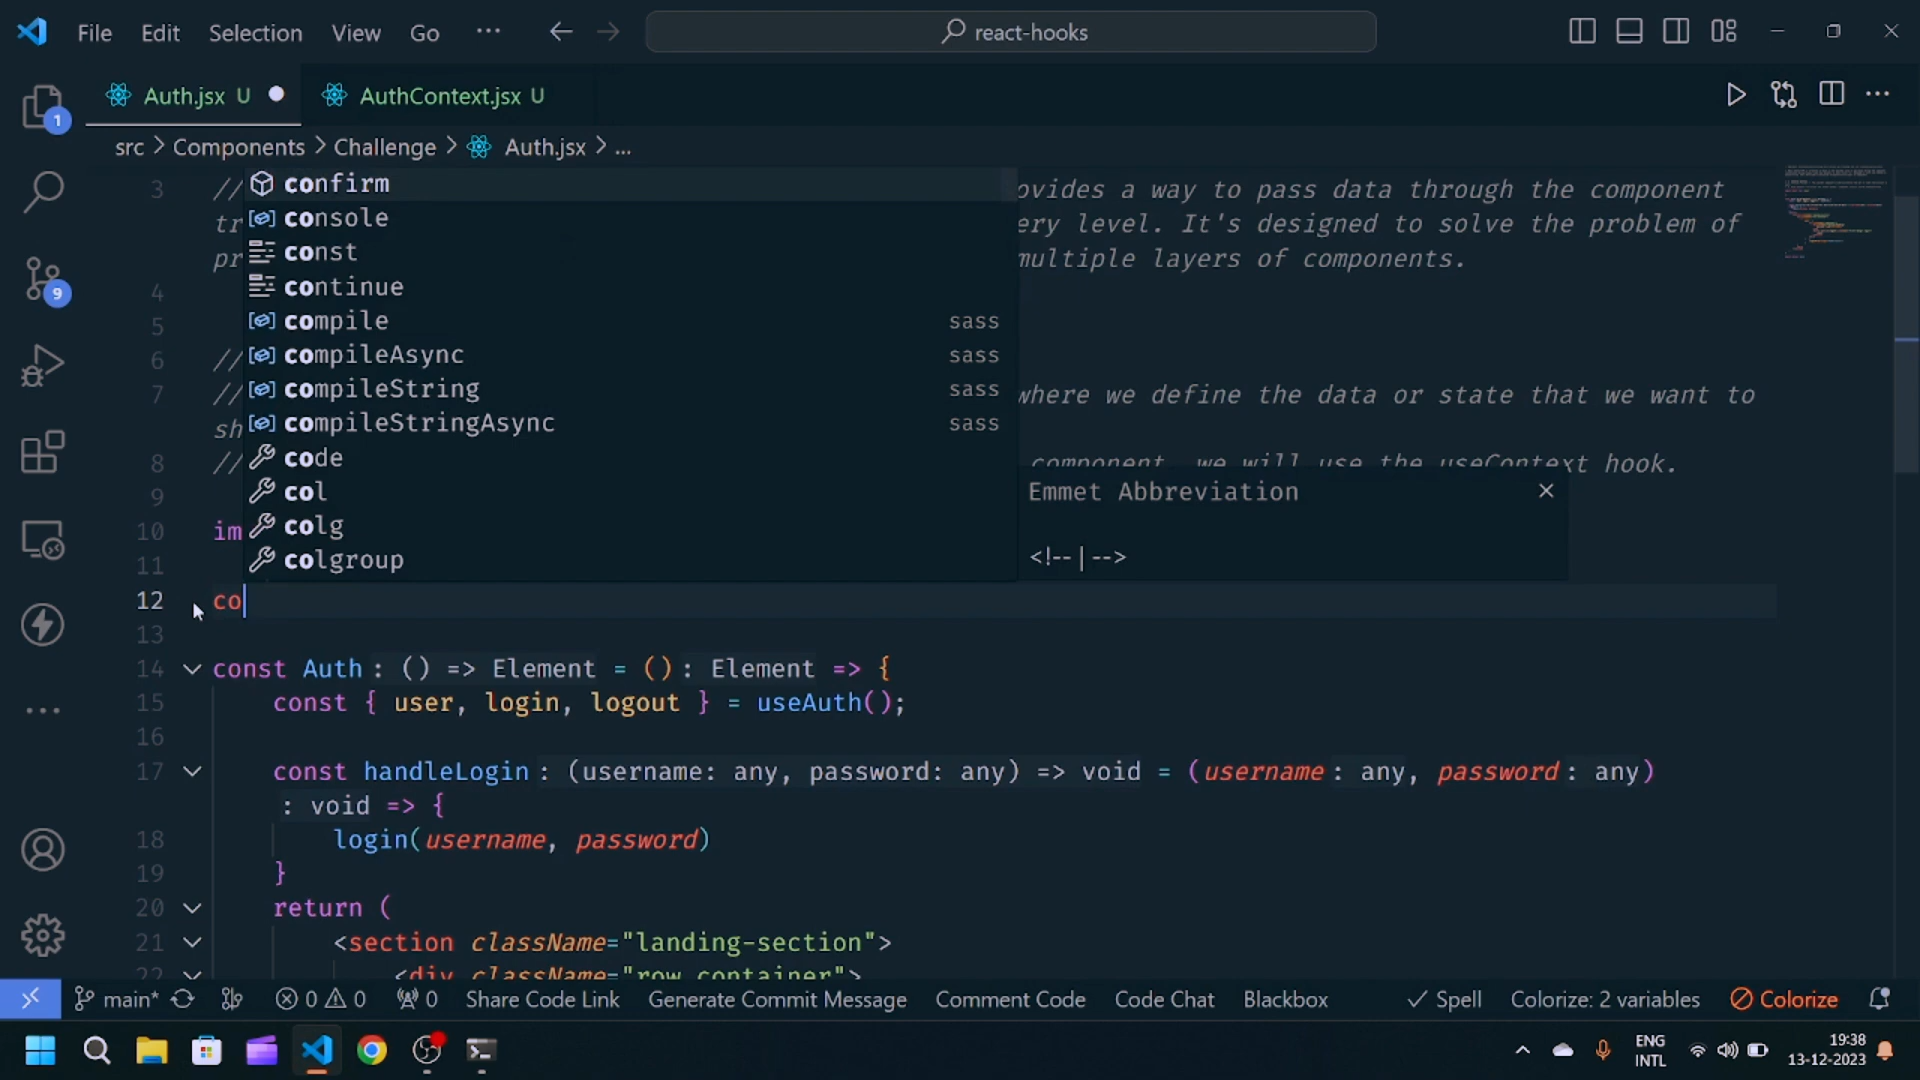 File Edit Selection View Go ··· react-hooks
Auth.jsx U AuthContext.jsx U
src > Components > Challenge > Auth.jsx > ...
3 // ovides a way to pass data through the component
tr ery level. It's designed to solve the problem of
pr multiple layers of components.
4
5
6 //
7 // where we define the data or state that we want to
sh
8 // component, we will use the useContext hook.
9
10 im
11
12 co
13
confirm
console
const
continue
compile sass
compileAsync sass
compileString sass
compileStringAsync sass
code
col
colg
colgroup
Emmet Abbreviation
<!--|-->
14 const Auth: () => Element = (): Element => {
15 const { user, login, logout } = useAuth();
16
17 const handleLogin: (username: any, password: any) => void = (username: any, password: any)
: void => {
18 login(username, password)
19 }
20 return (
21 <section className="landing-section">
22 <div className="row container">
1
9
main* 0 0 0 Share Code Link Generate Commit Message Comment Code Code Chat Blackbox Spell Colorize: 2 variables Colorize
ENG
INTL
19:38
13-12-2023